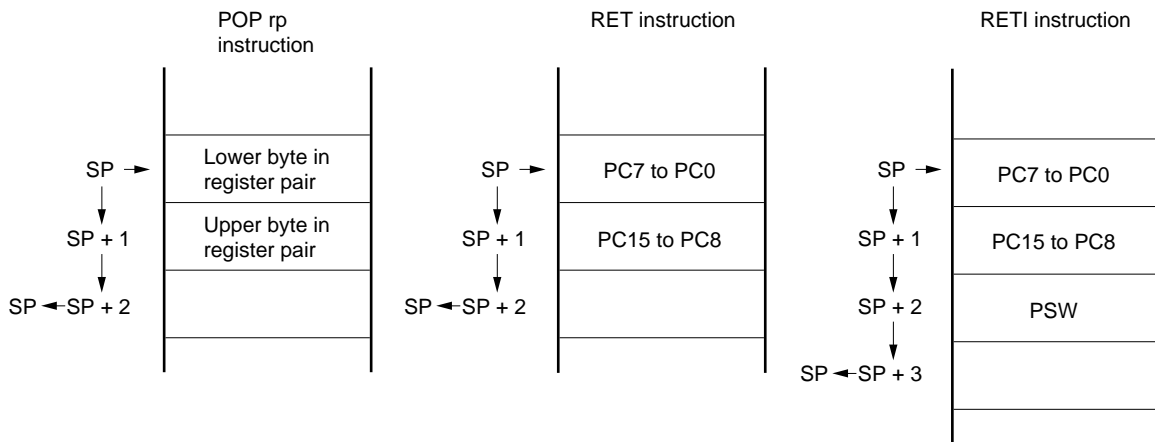 POP rp
instruction
SP
Lower byte in
register pair
SP + 1
Upper byte in
register pair
SP
SP + 2
RET instruction
SP
PC7 to PC0
SP + 1
PC15 to PC8
SP
SP + 2
RETI instruction
SP
PC7 to PC0
SP + 1
PC15 to PC8
SP + 2
PSW
SP
SP + 3